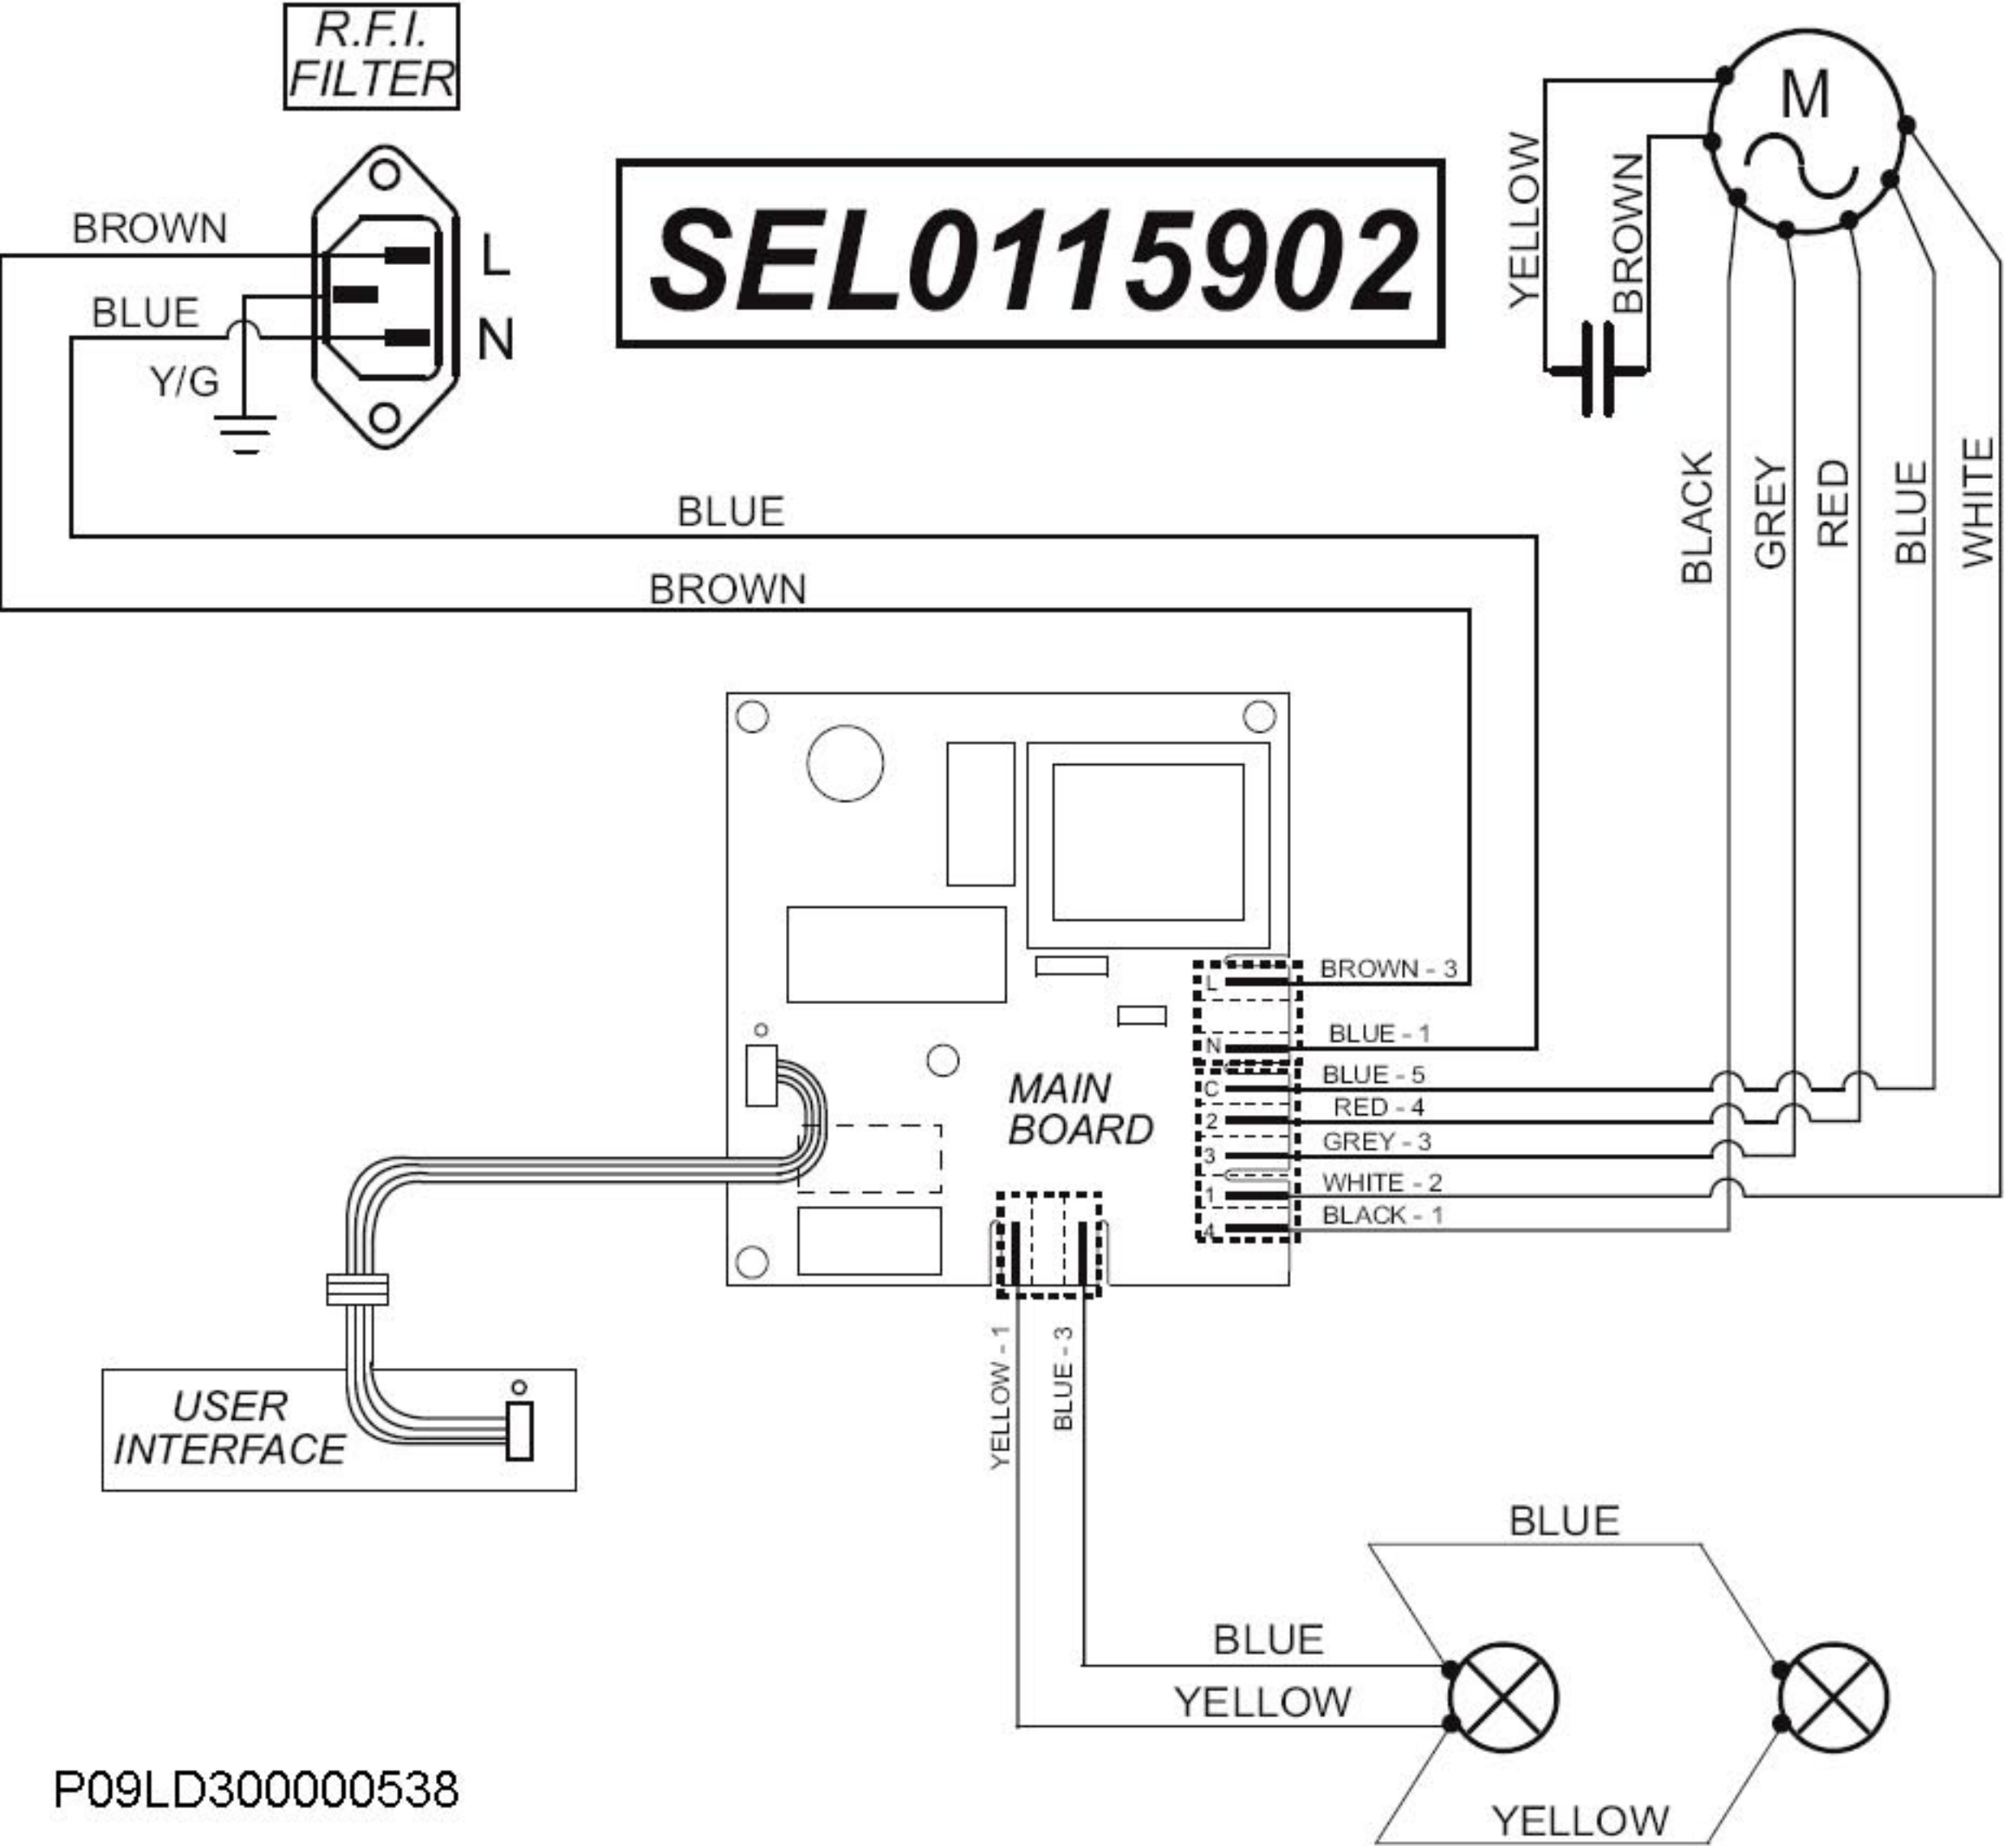 R.F.I.
FILTER
M
SEL0115902
YELLOW
BROWN
BROWN
L
BLUE
N
Y/G
BLACK
GREY
RED
BLUE
WHITE
BLUE
BROWN
L
BROWN - 3
N
BLUE - 1
C
BLUE - 5
2
RED - 4
3
GREY - 3
1
WHITE - 2
4
BLACK - 1
MAIN
BOARD
YELLOW - 1
BLUE - 3
USER
INTERFACE
BLUE
BLUE
YELLOW
YELLOW
P09LD300000538